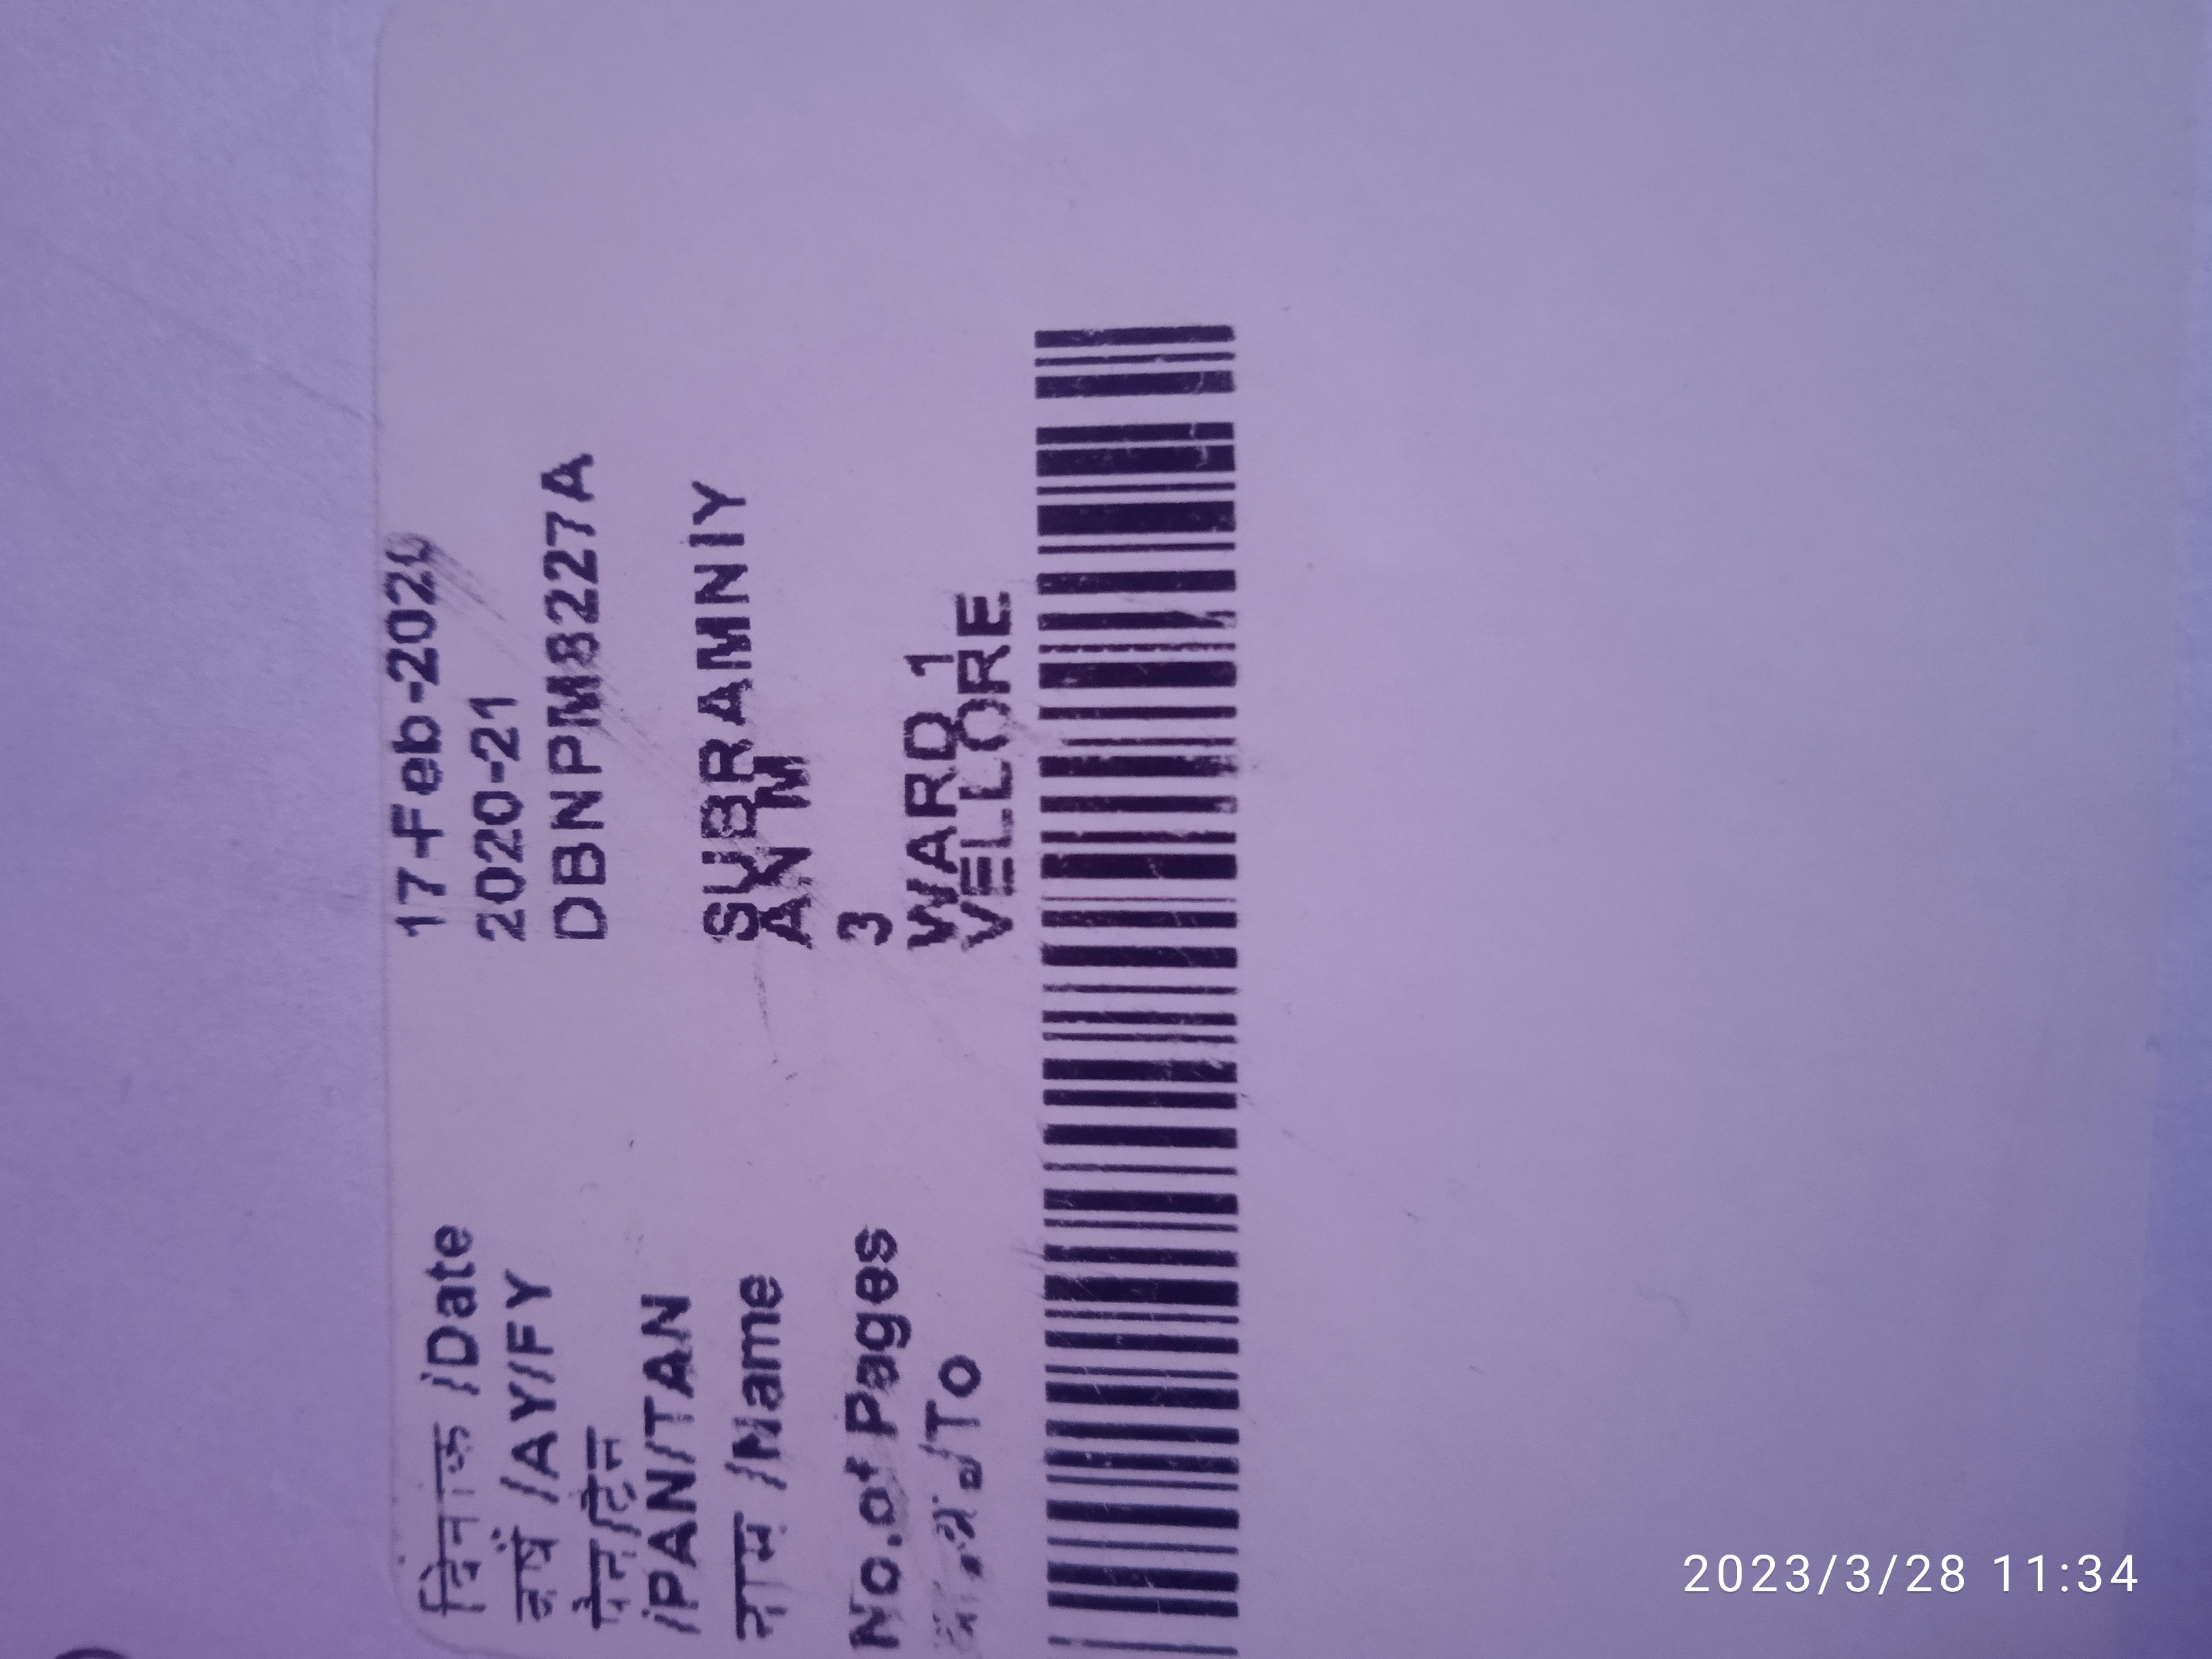 दिनांक /Date 17-Feb-202
वर्ष /AY/FY 2020-21
पैन/टैन
/PAN/TAN DBNPM8227A
नाम /Name SUBRAMNIY
AN M
No.of Pages 3
/To WARD 1
VELLORE
2023/3/28 11:34